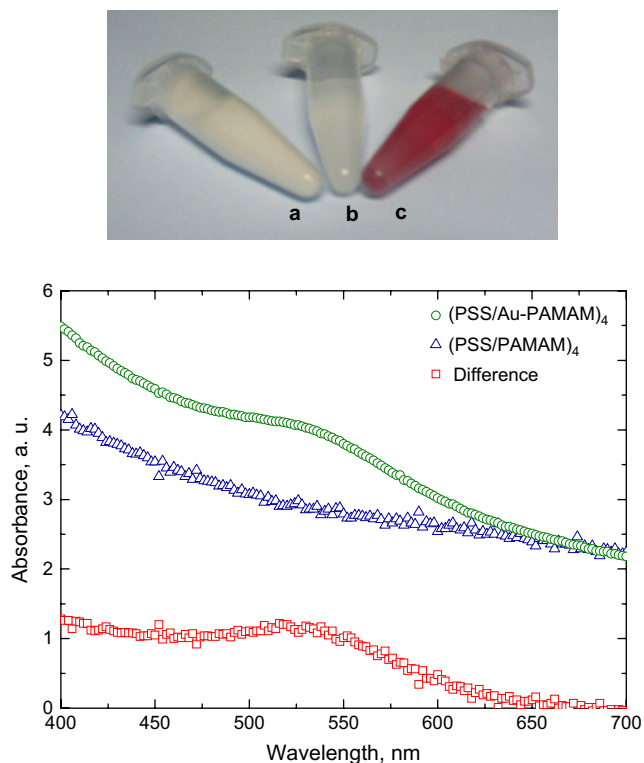 a b c
6
5
4
3
2
1
0
Absorbance, a. u.
(PSS/Au-PAMAM)4
(PSS/PAMAM)4
Difference
400 450 500 550 600 650 700
Wavelength, nm